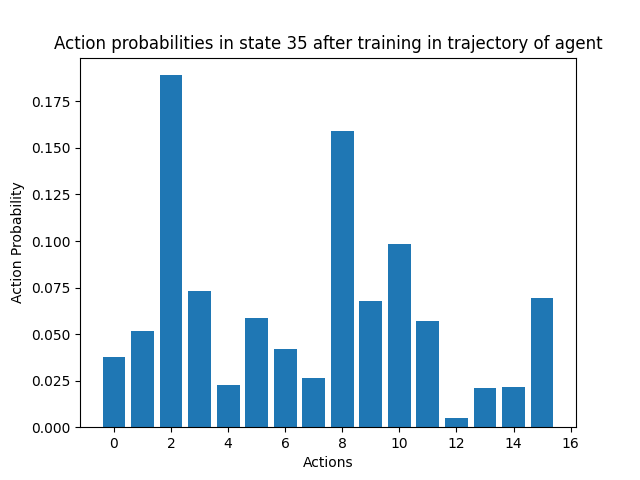 Action probabilities in state 35 after training in trajectory of agent
0.175
0.150
0.125
0.100
0.075
0.050
0.025
0.000
Action Probability
0 2 4 6 8 10 12 14 16
Actions